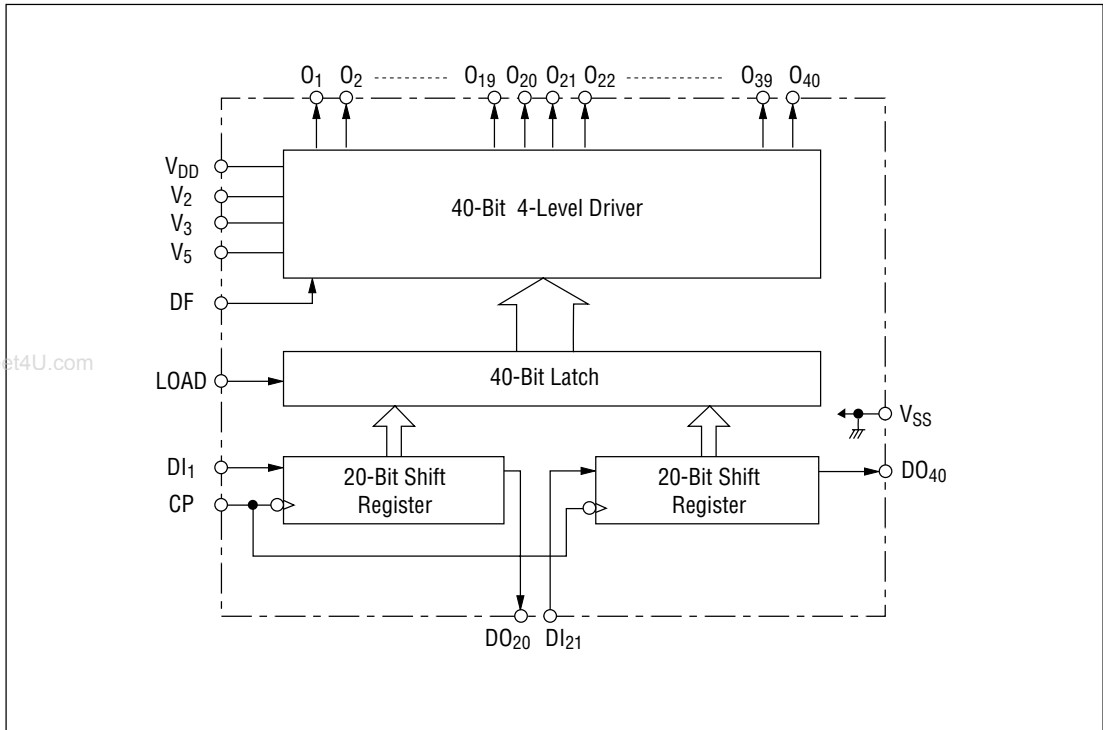 O1 O2 O19 O20 O21 O22 O39 O40
VDD
V2
V3
V5
DF
40-Bit 4-Level Driver
et4U.com
LOAD
40-Bit Latch
VSS
DI1
CP
20-Bit Shift
Register
20-Bit Shift
Register
DO40
DO20 DI21